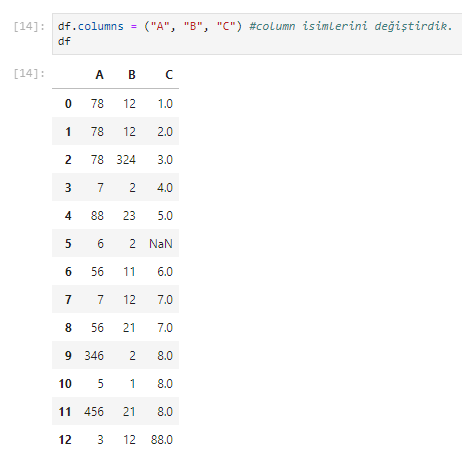 [14]: df.columns = ("A", "B", "C") #column isimlerini değiştirdik.
df
[14]: A B C
0 78 12 1.0
1 78 12 2.0
2 78 324 3.0
3 7 2 4.0
4 88 23 5.0
5 6 2 NaN
6 56 11 6.0
7 7 12 7.0
8 56 21 7.0
9 346 2 8.0
10 5 1 8.0
11 456 21 8.0
12 3 12 88.0